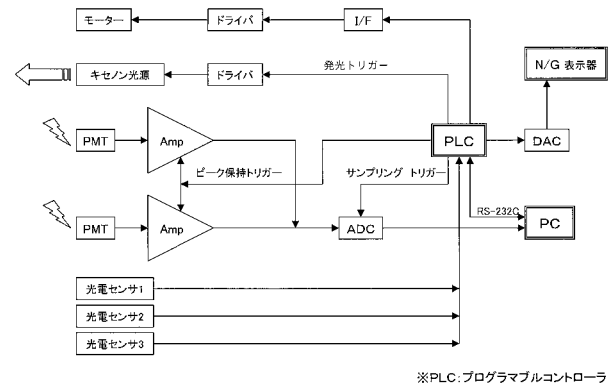 モーター
ドライバ
I/F
キセノン光源
ドライバ
発光トリガー
N/G 表示器
PMT
Amp
PLC
DAC
ピーク保持トリガー
サンプリング トリガー
PMT
Amp
ADC
RS-232C
PC
光電センサ1
光電センサ2
光電センサ3
※PLC:プログラマブルコントローラ